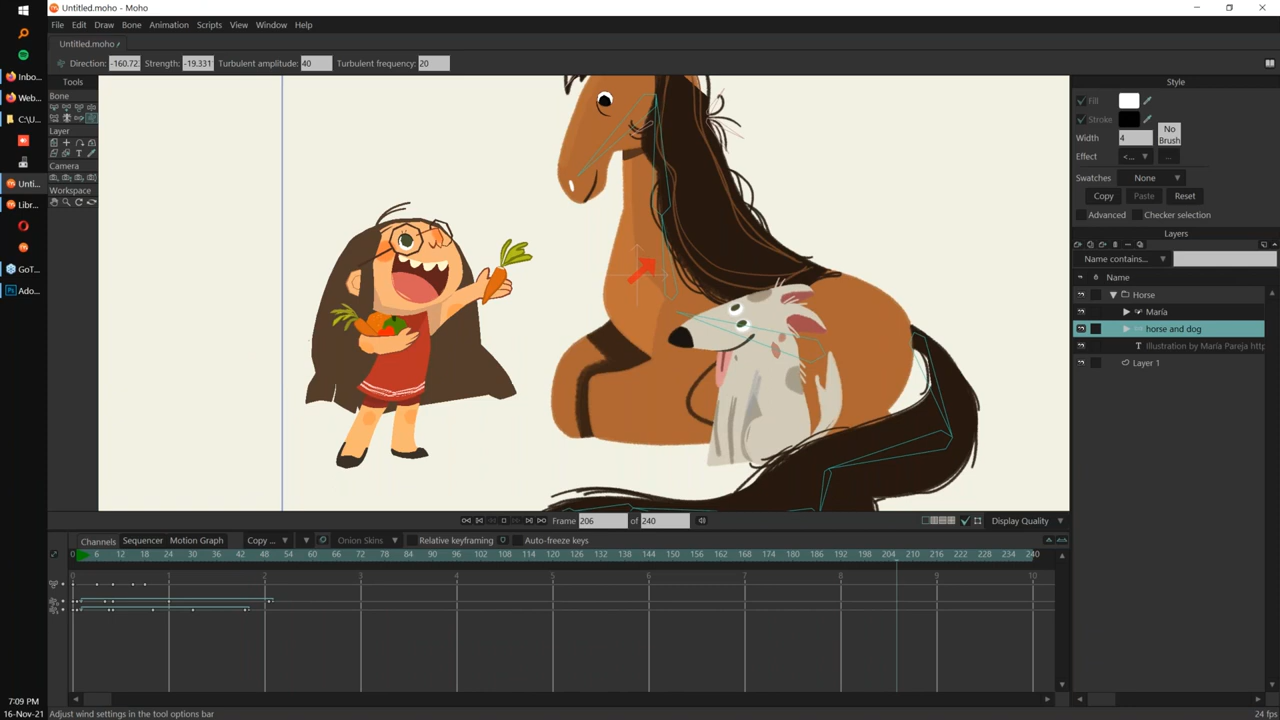 Untitled.moho - Moho
File Edit Draw Bone Animation Scripts View Window Help
Untitled.moho
Direction: -160.72 Strength: -19.331 Turbulent amplitude: 40 Turbulent frequency: 20
Tools
Bone
Layer
Camera
Workspace
Inbo...
Web...
C:\U...
Unti...
Libr...
GoT...
Ado...
7:09 PM
16-Nov-21
Style
Fill
Stroke
Width 4
No Brush
Effect <...
Swatches None
Copy Paste Reset
Advanced Checker selection
Layers
Name contains...
Name
Horse
María
horse and dog
Illustration by María Pareja http
Layer 1
Frame 206 of 240
Display Quality
Channels Sequencer Motion Graph Copy ... Onion Skins Relative keyframing Auto-freeze keys
0 6 12 18 24 30 36 42 48 54 60 66 72 78 84 90 96 102 108 114 120 126 132 138 144 150 156 162 168 174 180 186 192 198 204 210 216 222 228 234 240
0 1 2 3 4 5 6 7 8 9 10
Adjust wind settings in the tool options bar
24 fps